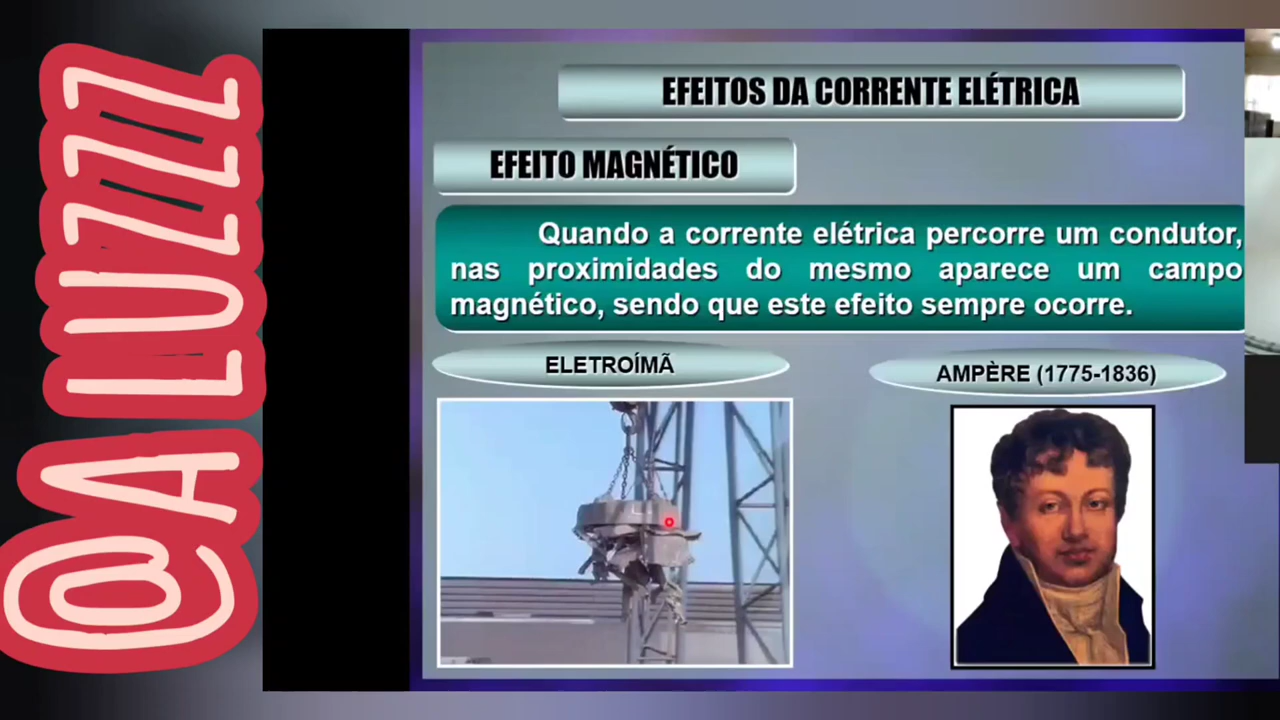 @ALUZZZ
EFEITOS DA CORRENTE ELÉTRICA
EFEITO MAGNÉTICO
Quando a corrente elétrica percorre um condutor,
nas proximidades do mesmo aparece um campo
magnético, sendo que este efeito sempre ocorre.
ELETROÍMÃ
AMPÈRE (1775-1836)